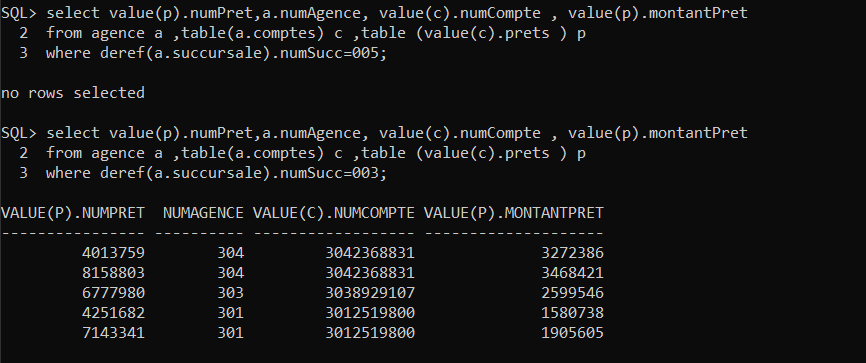 SQL> select value(p).numPret,a.numAgence, value(c).numCompte , value(p).montantPret
  2  from agence a ,table(a.comptes) c ,table (value(c).prets ) p
  3  where deref(a.succursale).numSucc=005;
no rows selected
SQL> select value(p).numPret,a.numAgence, value(c).numCompte , value(p).montantPret
  2  from agence a ,table(a.comptes) c ,table (value(c).prets ) p
  3  where deref(a.succursale).numSucc=003;
VALUE(P).NUMPRET  NUMAGENCE VALUE(C).NUMCOMPTE VALUE(P).MONTANTPRET
---------------- ---------- ------------------ --------------------
         4013759        304         3042368831              3272386
         8158803        304         3042368831              3468421
         6777980        303         3038929107              2599546
         4251682        301         3012519800              1580738
         7143341        301         3012519800              1905605